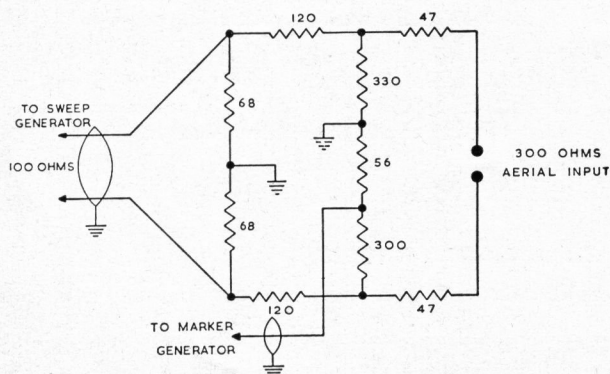 120
47
68
330
TO SWEEP
GENERATOR
100 OHMS
56
300 OHMS
AERIAL INPUT
68
300
120
47
TO MARKER
GENERATOR